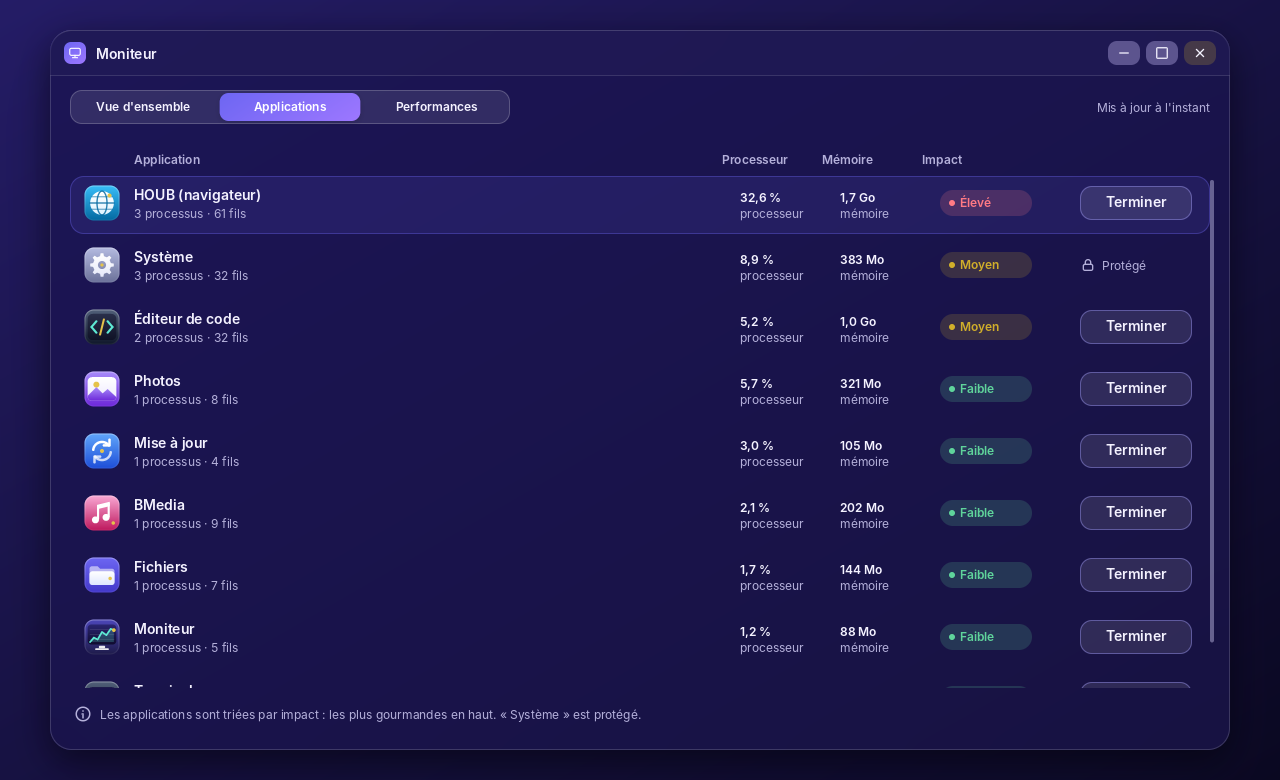 Moniteur
Vue d'ensemble
Applications
Performances
Mis à jour à l'instant
Application
Processeur
Mémoire
Impact
HOUB (navigateur)
3 processus · 61 fils
32,6 %
processeur
1,7 Go
mémoire
Élevé
Terminer
Système
3 processus · 32 fils
8,9 %
processeur
383 Mo
mémoire
Moyen
Protégé
Éditeur de code
2 processus · 32 fils
5,2 %
processeur
1,0 Go
mémoire
Moyen
Terminer
Photos
1 processus · 8 fils
5,7 %
processeur
321 Mo
mémoire
Faible
Terminer
Mise à jour
1 processus · 4 fils
3,0 %
processeur
105 Mo
mémoire
Faible
Terminer
BMedia
1 processus · 9 fils
2,1 %
processeur
202 Mo
mémoire
Faible
Terminer
Fichiers
1 processus · 7 fils
1,7 %
processeur
144 Mo
mémoire
Faible
Terminer
Moniteur
1 processus · 5 fils
1,2 %
processeur
88 Mo
mémoire
Faible
Terminer
Les applications sont triées par impact : les plus gourmandes en haut. « Système » est protégé.